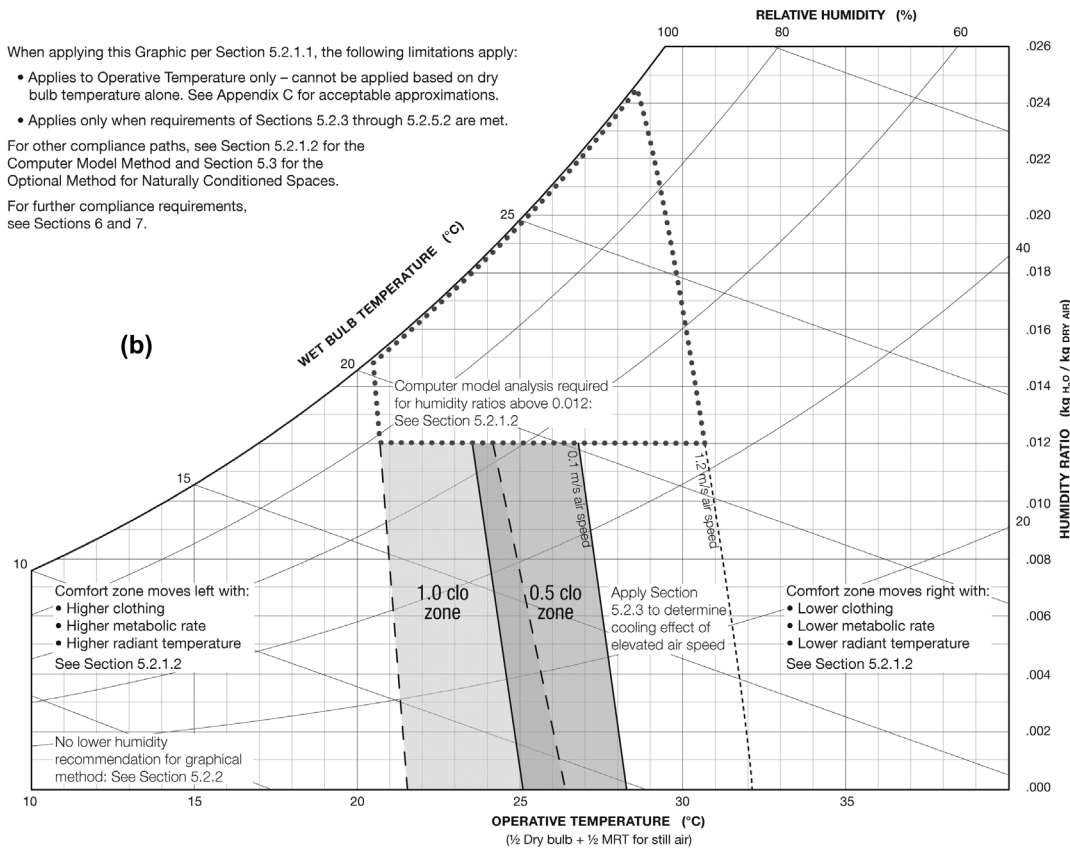 RELATIVE HUMIDITY (%)
100 80 60
When applying this Graphic per Section 5.2.1.1, the following limitations apply:
• Applies to Operative Temperature only – cannot be applied based on dry
bulb temperature alone. See Appendix C for acceptable approximations.
• Applies only when requirements of Sections 5.2.3 through 5.2.5.2 are met.
For other compliance paths, see Section 5.2.1.2 for the
Computer Model Method and Section 5.3 for the
Optional Method for Naturally Conditioned Spaces.
For further compliance requirements,
see Sections 6 and 7.
(b)
WET BULB TEMPERATURE (°C)
25
20
15
10
Computer model analysis required
for humidity ratios above 0.012:
See Section 5.2.1.2
0.1 m/s air speed
1.2 m/s air speed
Comfort zone moves left with:
• Higher clothing
• Higher metabolic rate
• Higher radiant temperature
See Section 5.2.1.2
1.0 clo
zone
0.5 clo
zone
Apply Section
5.2.3 to determine
cooling effect of
elevated air speed
Comfort zone moves right with:
• Lower clothing
• Lower metabolic rate
• Lower radiant temperature
See Section 5.2.1.2
No lower humidity
recommendation for graphical
method: See Section 5.2.2
.026
.024
.022
.020
40
.018
.016
.014
.012
.010
20
.008
.006
.004
.002
.000
HUMIDITY RATIO (kg H₂O / kg DRY AIR)
10 15 20 25 30 35
OPERATIVE TEMPERATURE (°C)
(½ Dry bulb + ½ MRT for still air)